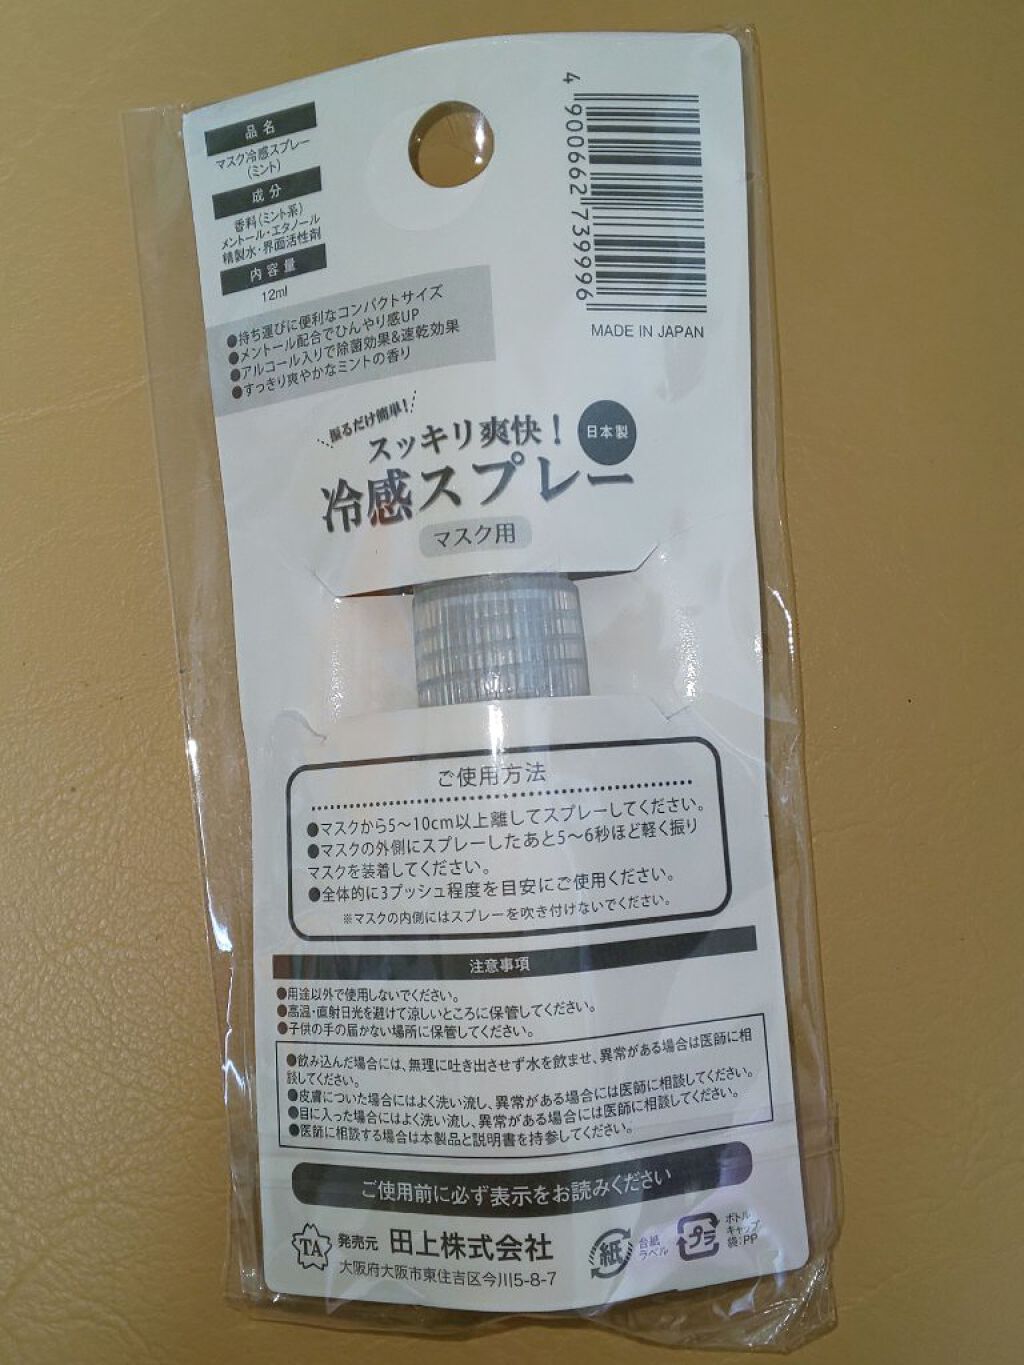 品名
マスク冷感スプレー
(ミント)
成分
香料(ミント系)
メントール・エタノール
精製水・界面活性剤
内容量
12ml
4 900662 739996
MADE IN JAPAN
●持ち運びに便利なコンパクトサイズ
●メントール配合でひんやり感UP
●アルコール入りで除菌効果&速乾効果
●すっきり爽やかなミントの香り
振るだけ簡単!
スッキリ爽快!
日本製
冷感スプレー
マスク用
ご使用方法
●マスクから5〜10cm以上離してスプレーしてください。
●マスクの外側にスプレーしたあと5〜6秒ほど軽く振り
マスクを装着してください。
●全体的に3プッシュ程度を目安にご使用ください。
※マスクの内側にはスプレーを吹き付けないでください。
注意事項
●用途以外で使用しないでください。
●高温・直射日光を避けて涼しいところに保管してください。
●子供の手の届かない場所に保管してください。
●飲み込んだ場合には、無理に吐き出させず水を飲ませ、異常がある場合は医師に相
談してください。
●皮膚についた場合にはよく洗い流し、異常がある場合には医師に相談してください。
●目に入った場合にはよく洗い流し、異常がある場合には医師に相談してください。
●医師に相談する場合は本製品と説明書を持参してください。
ご使用前に必ず表示をお読みください
TA
発売元 田上株式会社
大阪府大阪市東住吉区今川5-8-7
紙
台紙
ラベル
プラ
ボトル
キャップ
袋:PP